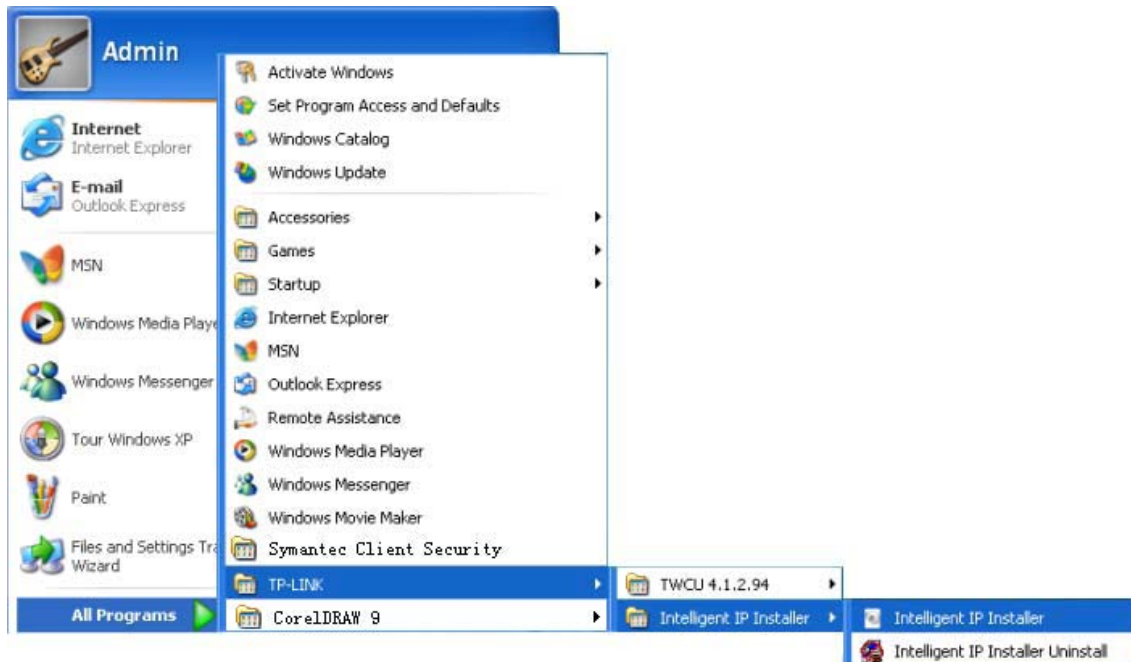 Admin
Internet
Internet Explorer
E-mail
Outlook Express
MSN
Windows Media Playe
Windows Messenger
Tour Windows XP
Paint
Files and Settings Tra
Wizard
All Programs
Activate Windows
Set Program Access and Defaults
Windows Catalog
Windows Update
Accessories
Games
Startup
Internet Explorer
MSN
Outlook Express
Remote Assistance
Windows Media Player
Windows Messenger
Windows Movie Maker
Symantec Client Security
TP-LINK
CorelDRAW 9
TWCU 4.1.2.94
Intelligent IP Installer
Intelligent IP Installer
Intelligent IP Installer Uninstall